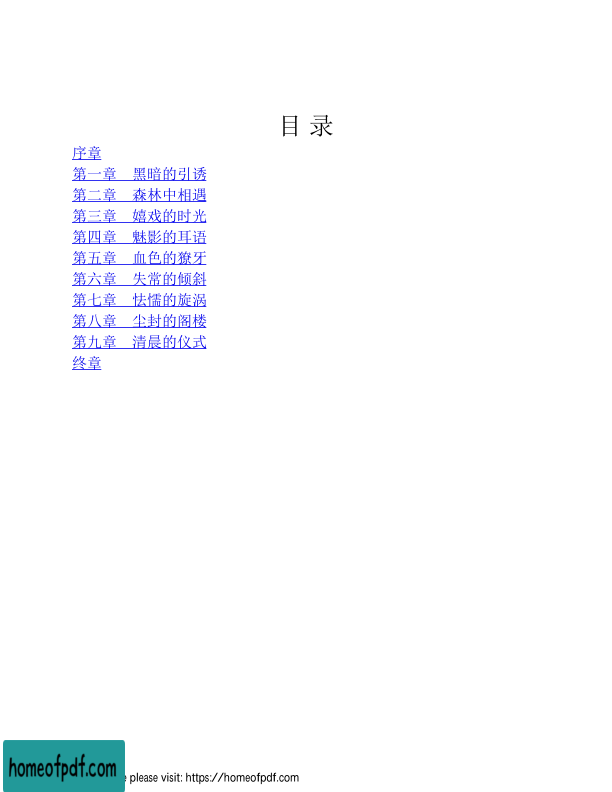 目 录
序章
第一章　黑暗的引诱
第二章　森林中相遇
第三章　嬉戏的时光
第四章　魅影的耳语
第五章　血色的獠牙
第六章　失常的倾斜
第七章　怯懦的旋涡
第八章　尘封的阁楼
第九章　清晨的仪式
终章
homeofpdf.com
please visit: https://homeofpdf.com